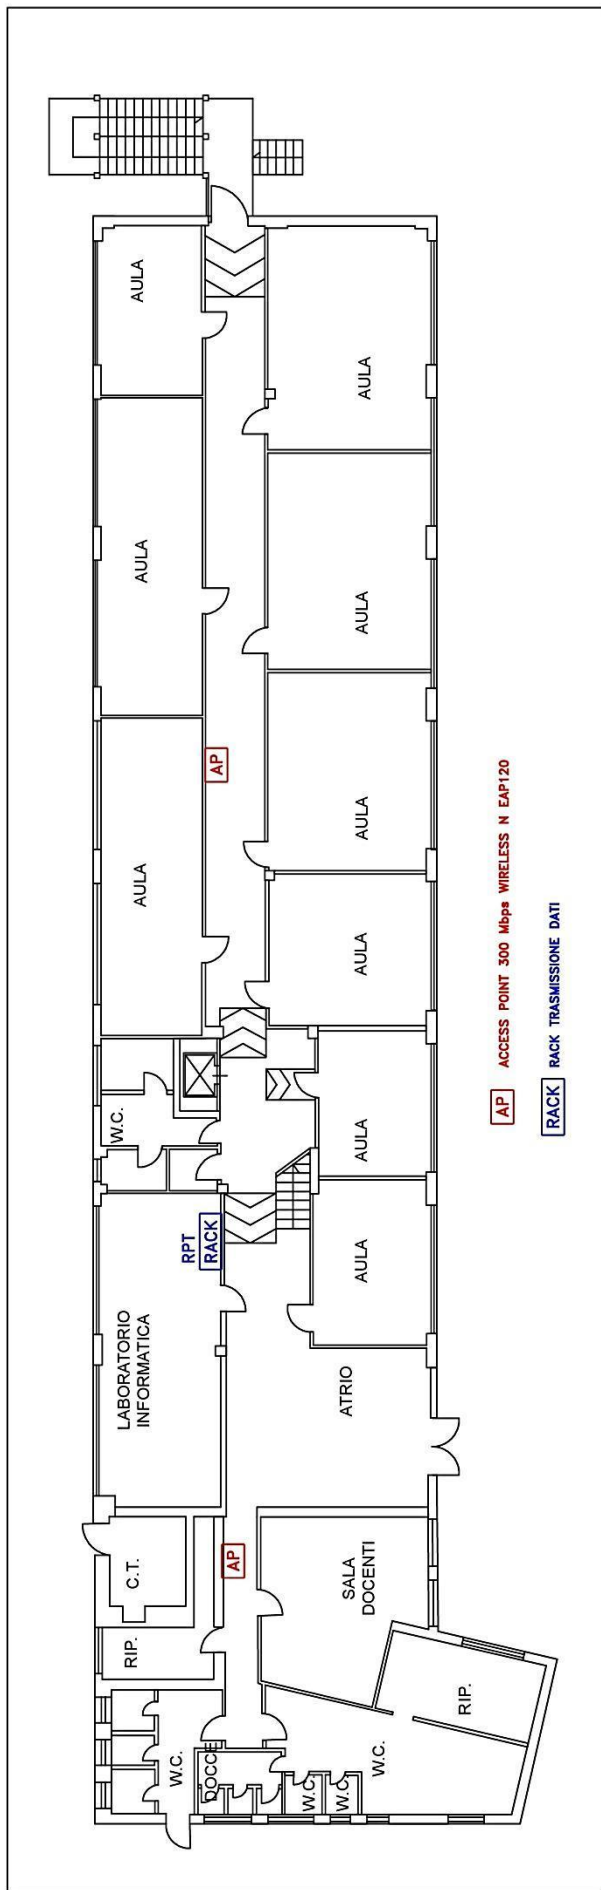 AULA
AULA
AULA
AULA
AP
AULA
AULA
AULA
AULA
W.C.
AULA
RPT
RACK
AULA
LABORATORIO
INFORMATICA
ATRIO
AP
C.T.
SALA
DOCENTI
RIP.
RIP.
W.C.
DOCCE
W.C.
W.C.
W.C.
AP ACCESS POINT 300 Mbps WIRELESS N EAP120
RACK RACK TRASMISSIONE DATI